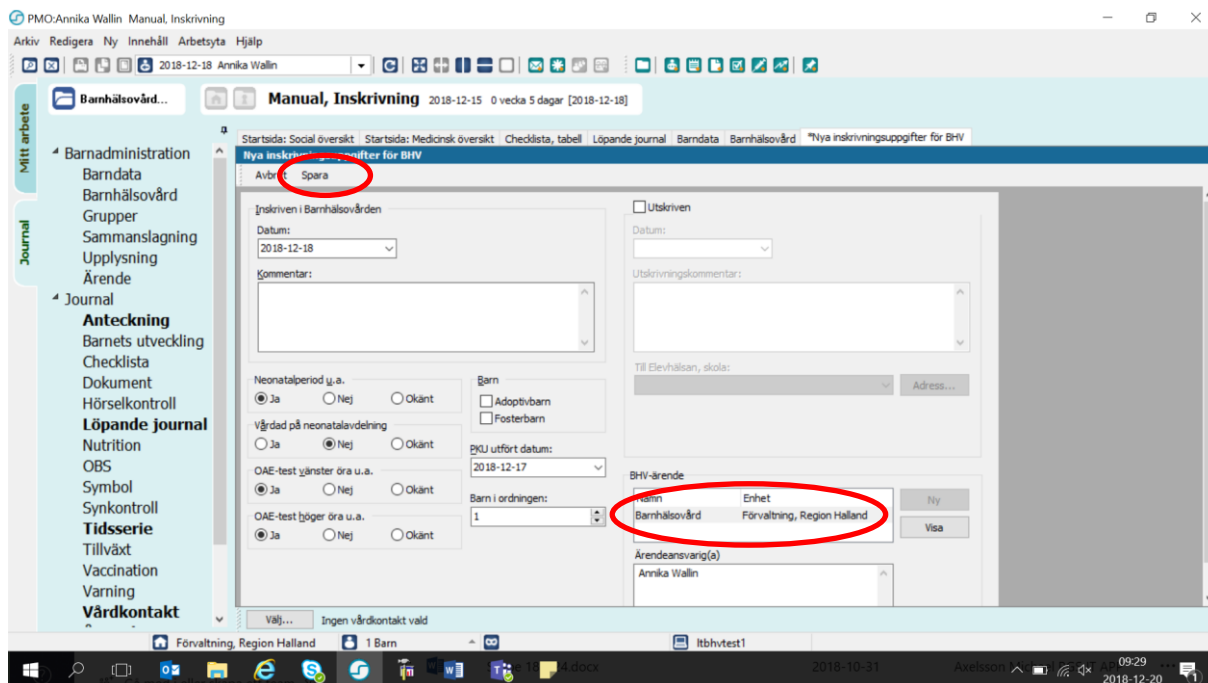 PMO:Annika Wallin Manual, Inskrivning
Arkiv Redigera Ny Innehåll Arbetsyta Hjälp
2018-12-18 Annika Wallin
Barnhälsovård...
Manual, Inskrivning 2018-12-15 0 vecka 5 dagar [2018-12-18]
Mitt arbete
Journal
Barnadministration
Barndata
Barnhälsovård
Grupper
Sammanslagning
Upplysning
Ärende
Journal
Anteckning
Barnets utveckling
Checklista
Dokument
Hörselkontroll
Löpande journal
Nutrition
OBS
Symbol
Synkontroll
Tidsserie
Tillväxt
Vaccination
Varning
Vårdkontakt
Startsida: Social översikt Startsida: Medicinsk översikt Checklista, tabell Löpande journal Barndata Barnhälsovård *Nya inskrivningsuppgifter för BHV
Nya inskrivningsuppgifter för BHV
Avbryt Spara
Inskriven i Barnhälsovården
Datum:
2018-12-18
Kommentar:
Neonatalperiod u.a.
Ja Nej Okänt
Vårdad på neonatalavdelning
Ja Nej Okänt
OAE-test vänster öra u.a.
Ja Nej Okänt
OAE-test höger öra u.a.
Ja Nej Okänt
Barn
Adoptivbarn
Fosterbarn
PKU utfört datum:
2018-12-17
Barn i ordningen:
1
Utskriven
Datum:
Utskrivningskommentar:
Till Elevhälsan, skola:
Adress...
BHV-ärende
Namn Enhet
Barnhälsovård Förvaltning, Region Halland
Ny
Visa
Ärendeansvarig(a)
Annika Wallin
Välj... Ingen vårdkontakt vald
Förvaltning, Region Halland 1 Barn ltbhvtest1
4.docx 2018-10-31 Axelsson
09:29
2018-12-20